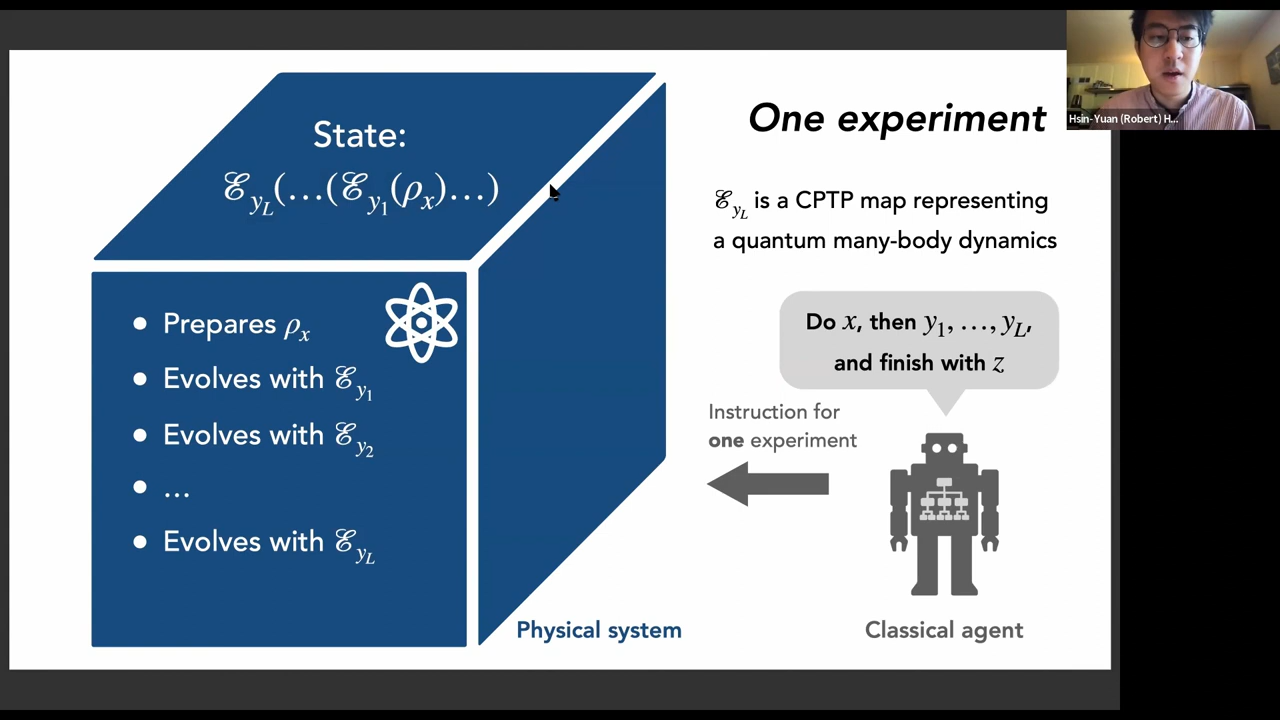 State:
ℰ_{y_L}(…(ℰ_{y_1}(ρ_x)…)
• Prepares ρ_x
• Evolves with ℰ_{y_1}
• Evolves with ℰ_{y_2}
• …
• Evolves with ℰ_{y_L}
Physical system
One experiment
ℰ_{y_L} is a CPTP map representing
a quantum many-body dynamics
Do x, then y_1, …, y_L,
and finish with z
Instruction for
one experiment
Classical agent
Hsin-Yuan (Robert) H...